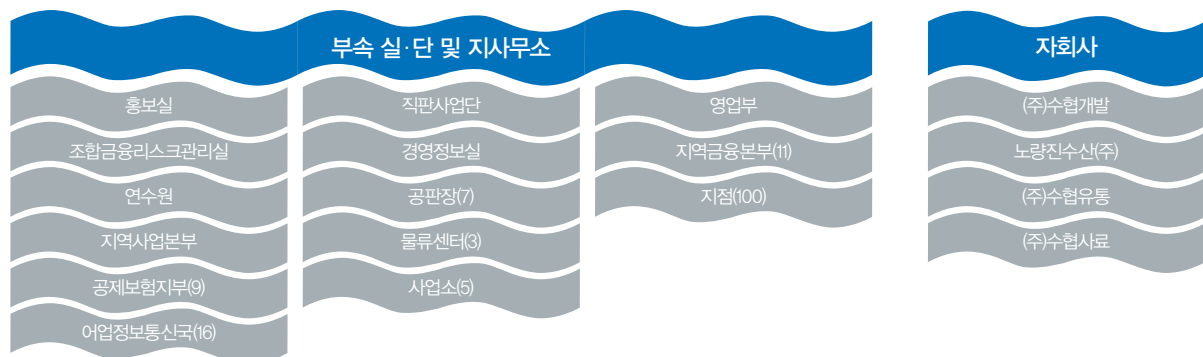 부속 실·단 및 지사무소
홍보실
조합금융리스크관리실
연수원
지역사업본부
공제보험지부(9)
어업정보통신국(16)
직판사업단
경영정보실
공판장(7)
물류센터(3)
사업소(5)
영업부
지역금융본부(11)
지점(100)
자회사
(주)수협개발
노량진수산(주)
(주)수협유통
(주)수협사료